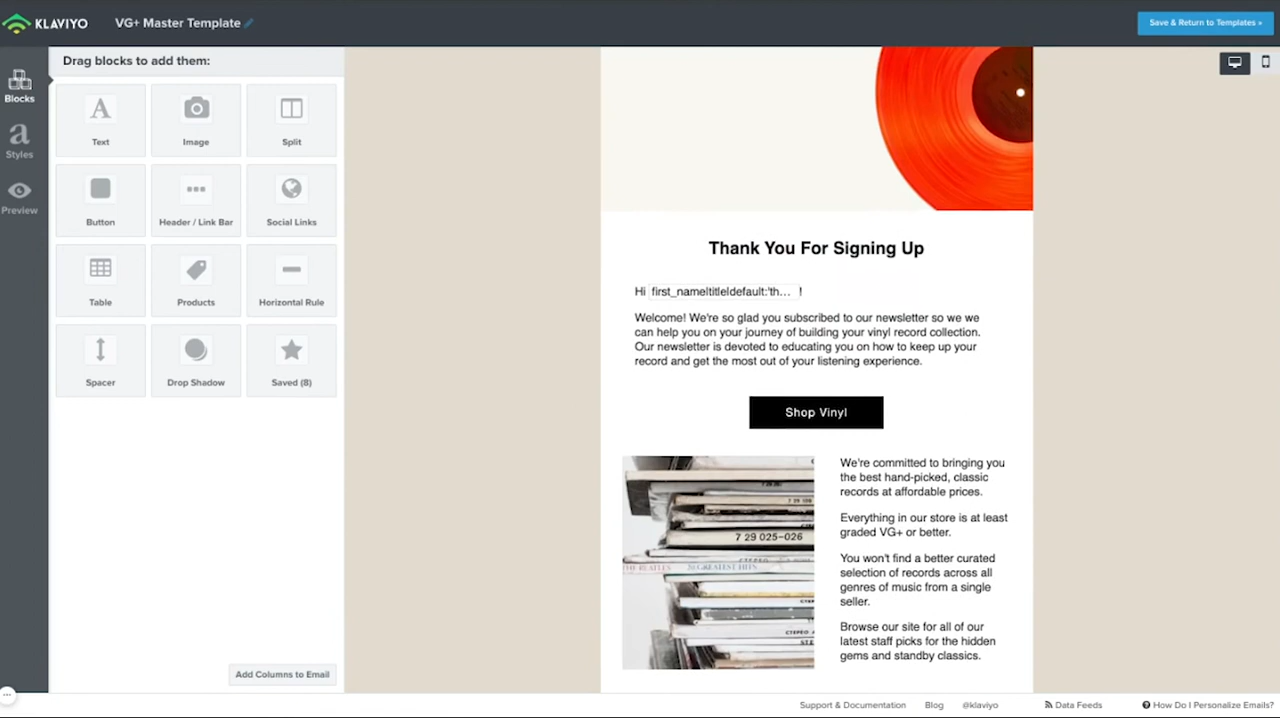 KLAVIYO
VG+ Master Template
Save & Return to Templates »
Blocks
Styles
Preview
Drag blocks to add them:
Text
Image
Split
Button
Header / Link Bar
Social Links
Table
Products
Horizontal Rule
Spacer
Drop Shadow
Saved (8)
Add Columns to Email
Thank You For Signing Up
Hi first_name|title|default:'th... !
Welcome! We're so glad you subscribed to our newsletter so we we
can help you on your journey of building your vinyl record collection.
Our newsletter is devoted to educating you on how to keep up your
record and get the most out of your listening experience.
Shop Vinyl
7 29 025-026
THE BEATLES
20 GREATEST HITS
STEREO
We're committed to bringing you
the best hand-picked, classic
records at affordable prices.
Everything in our store is at least
graded VG+ or better.
You won't find a better curated
selection of records across all
genres of music from a single
seller.
Browse our site for all of our
latest staff picks for the hidden
gems and standby classics.
Support & Documentation
Blog
@klaviyo
Data Feeds
How Do I Personalize Emails?